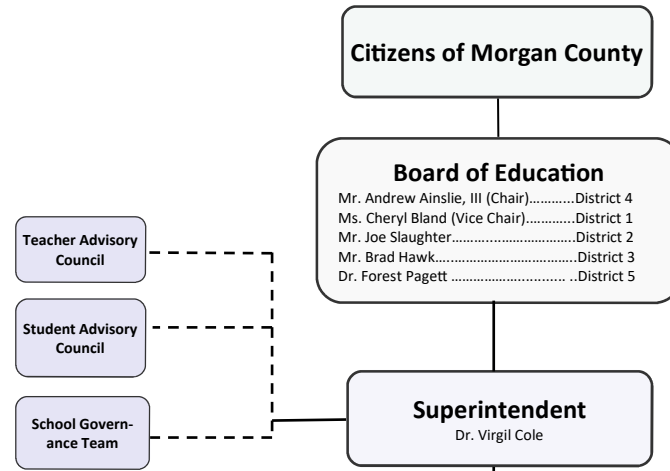 Citizens of Morgan County
Board of Education
Mr. Andrew Ainslie, III (Chair)…........District 4
Ms. Cheryl Bland (Vice Chair)…..........District 1
Mr. Joe Slaughter….....…………………..District 2
Mr. Brad Hawk…..………………………….District 3
Dr. Forest Pagett ………………............ ..District 5
Teacher Advisory
Council
Student Advisory
Council
School Govern-
ance Team
Superintendent
Dr. Virgil Cole